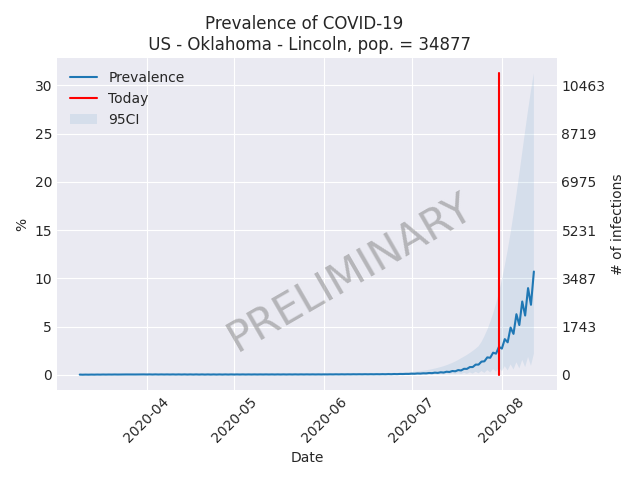 Prevalence of COVID-19
US - Oklahoma - Lincoln, pop. = 34877
Prevalence
Today
95CI
30
25
20
15
10
5
0
%
10463
8719
6975
5231
3487
1743
0
# of infections
PRELIMINARY
2020-04
2020-05
2020-06
2020-07
2020-08
Date